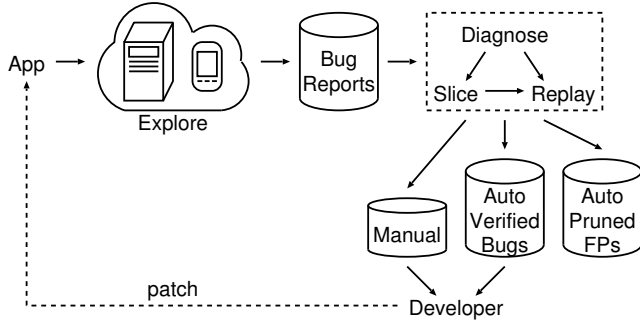 App
Explore
Bug
Reports
Diagnose
Slice
Replay
Manual
Auto
Verified
Bugs
Auto
Pruned
FPs
patch
Developer